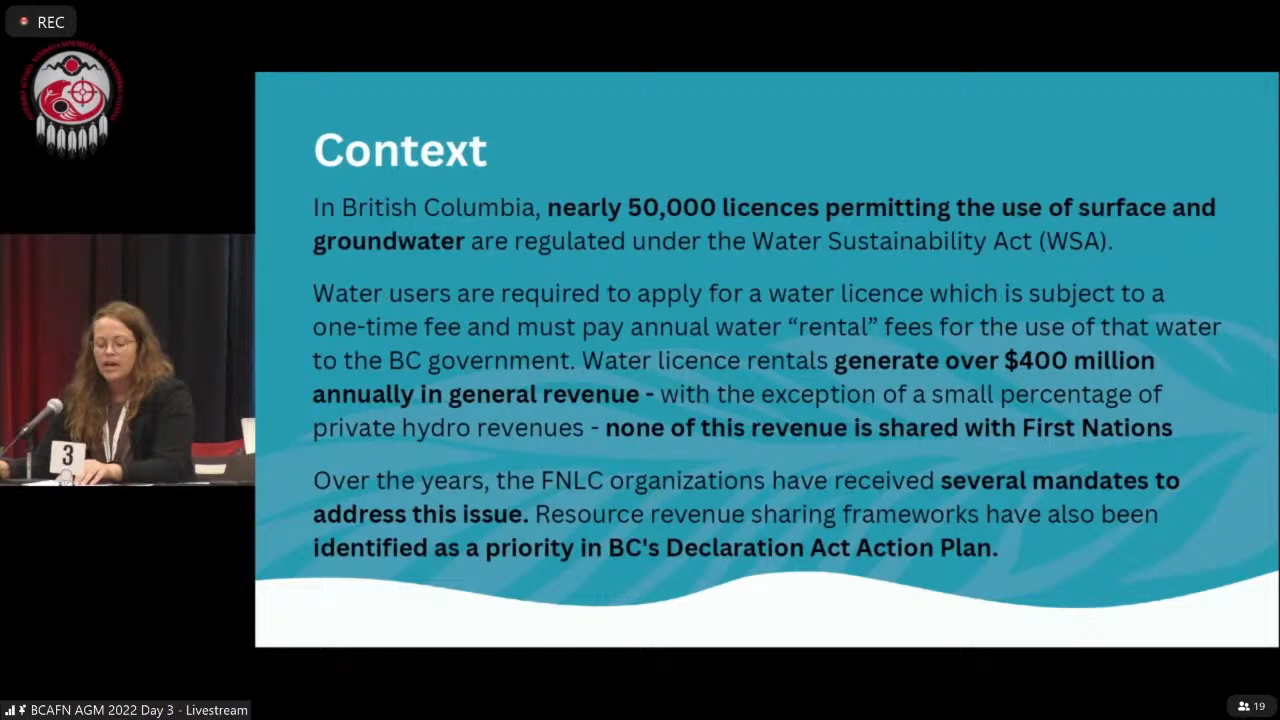 REC
Context
In British Columbia, nearly 50,000 licences permitting the use of surface and
groundwater are regulated under the Water Sustainability Act (WSA).
Water users are required to apply for a water licence which is subject to a
one-time fee and must pay annual water “rental” fees for the use of that water
to the BC government. Water licence rentals generate over $400 million
annually in general revenue - with the exception of a small percentage of
private hydro revenues - none of this revenue is shared with First Nations
Over the years, the FNLC organizations have received several mandates to
address this issue. Resource revenue sharing frameworks have also been
identified as a priority in BC's Declaration Act Action Plan.
3
BCAFN AGM 2022 Day 3 - Livestream
19